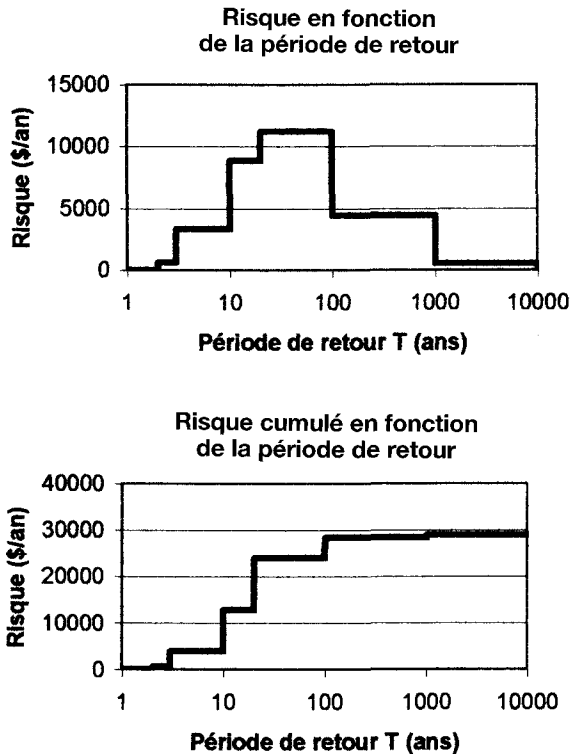 Risque en fonction
de la période de retour
Risque ($/an)
15000
10000
5000
0
1 10 100 1000 10000
Période de retour T (ans)
Risque cumulé en fonction
de la période de retour
Risque ($/an)
40000
30000
20000
10000
0
1 10 100 1000 10000
Période de retour T (ans)